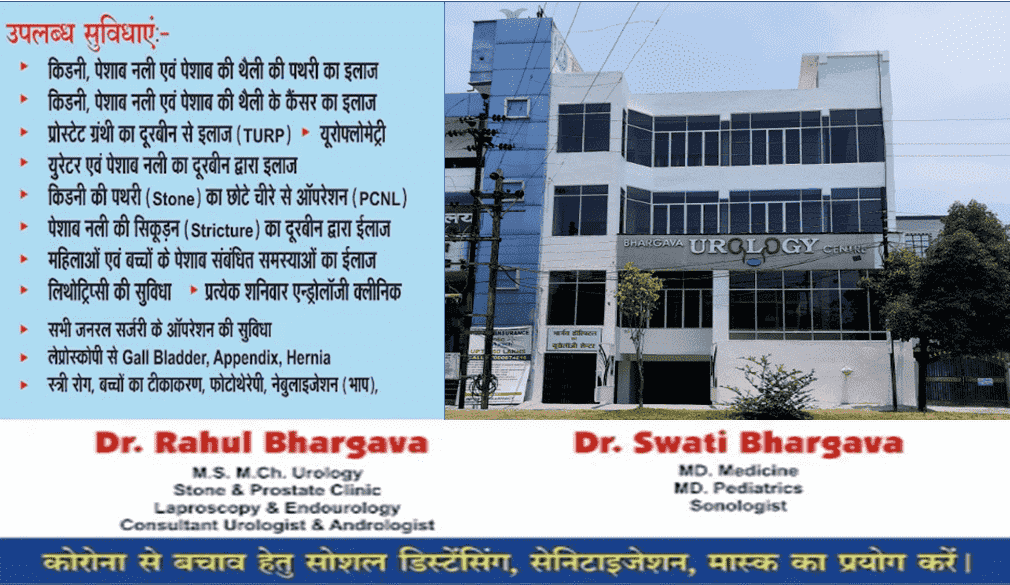 उपलब्ध सुविधाएं:-
किडनी, पेशाब नली एवं पेशाब की थैली की पथरी का इलाज
किडनी, पेशाब नली एवं पेशाब की थैली के कैंसर का इलाज
प्रोस्टेट ग्रंथी का दूरबीन से इलाज (TURP) यूरोफ्लोमेट्री
युरेटर एवं पेशाब नली का दूरबीन द्वारा इलाज
किडनी की पथरी (Stone) का छोटे चीरे से ऑपरेशन (PCNL)
पेशाब नली की सिकूड़न (Stricture) का दूरबीन द्वारा ईलाज
महिलाओं एवं बच्चों के पेशाब संबंधित समस्याओं का ईलाज
लिथोट्रिप्सी की सुविधा प्रत्येक शनिवार एन्ड्रोलॉजी क्लीनिक
सभी जनरल सर्जरी के ऑपरेशन की सुविधा
लेप्रोस्कोपी से Gall Bladder, Appendix, Hernia
स्त्री रोग, बच्चों का टीकाकरण, फोटोथेरेपी, नेबुलाइजेशन (भाप),
BHARGAVA UROLOGY CENTRE
भार्गव हॉस्पिटल
यूरोलॉजी सेन्टर
INSURANCE
Dr. Rahul Bhargava
M.S. M.Ch. Urology
Stone & Prostate Clinic
Laproscopy & Endourology
Consultant Urologist & Andrologist
Dr. Swati Bhargava
MD. Medicine
MD. Pediatrics
Sonologist
कोरोना से बचाव हेतु सोशल डिस्टेंसिंग, सेनिटाइजेशन, मास्क का प्रयोग करें।